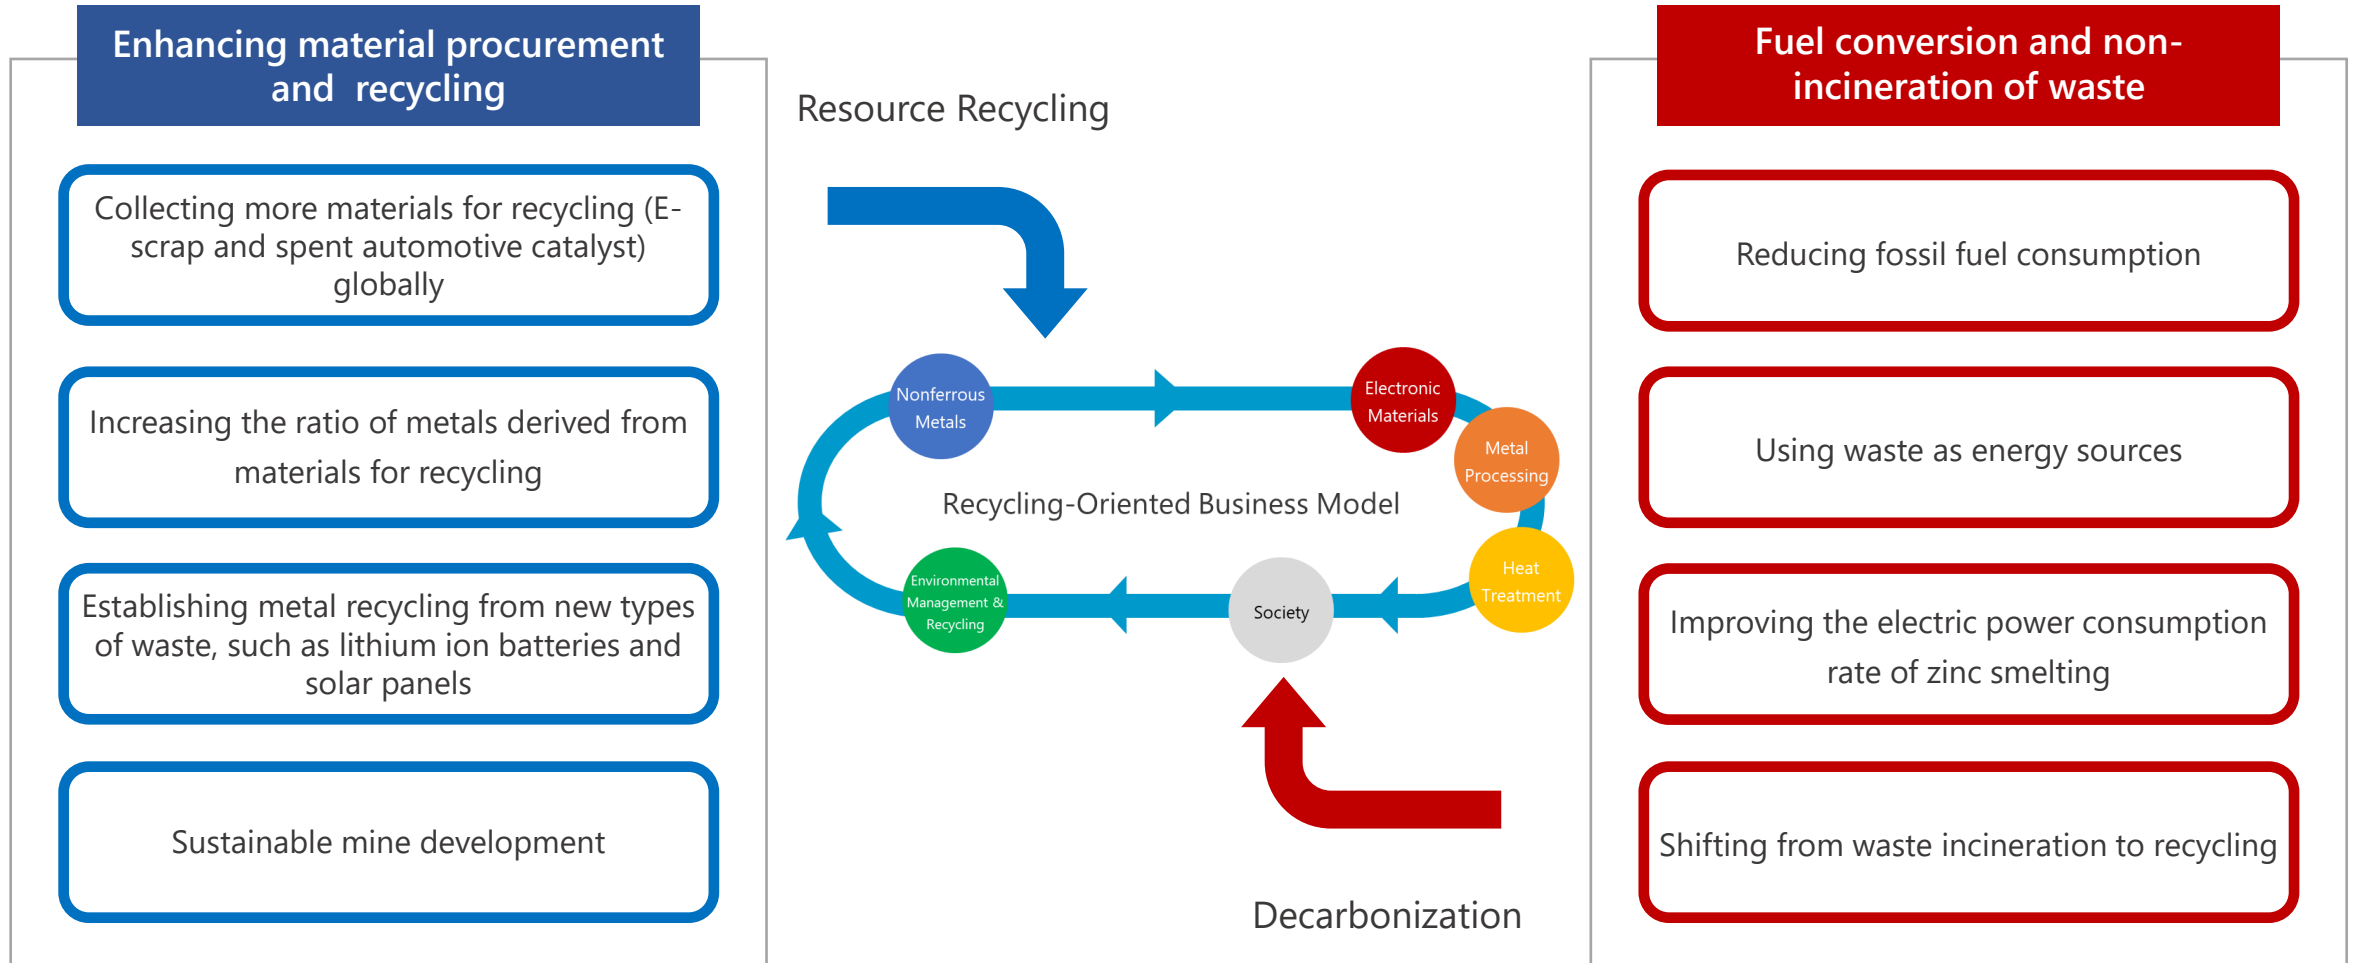 Enhancing material procurement
and recycling
Collecting more materials for recycling (E-
scrap and spent automotive catalyst)
globally
Increasing the ratio of metals derived from
materials for recycling
Establishing metal recycling from new types
of waste, such as lithium ion batteries and
solar panels
Sustainable mine development
Resource Recycling
Nonferrous
Metals
Electronic
Materials
Metal
Processing
Recycling-Oriented Business Model
Heat
Treatment
Society
Environmental
Management &
Recycling
Decarbonization
Fuel conversion and non-
incineration of waste
Reducing fossil fuel consumption
Using waste as energy sources
Improving the electric power consumption
rate of zinc smelting
Shifting from waste incineration to recycling